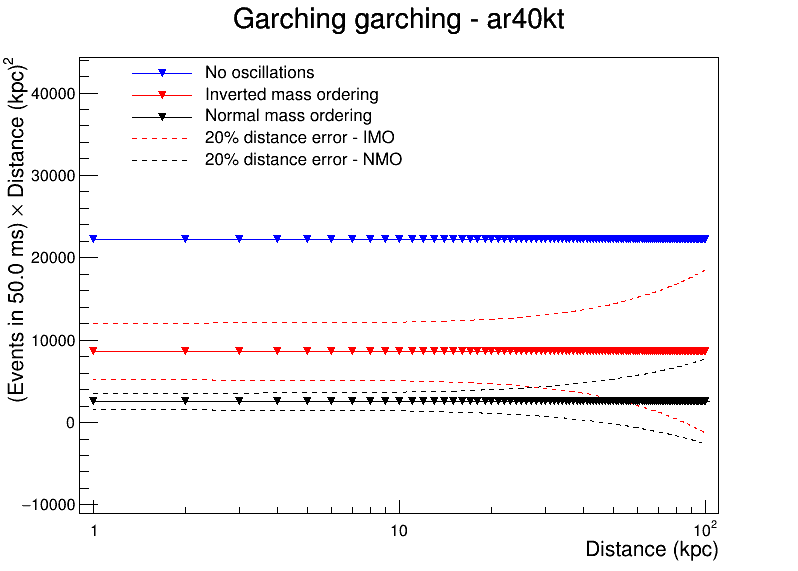 Garching garching - ar40kt
(Events in 50.0 ms) × Distance (kpc)²
No oscillations
Inverted mass ordering
Normal mass ordering
20% distance error - IMO
20% distance error - NMO
40000
30000
20000
10000
0
−10000
1
10
10²
Distance (kpc)